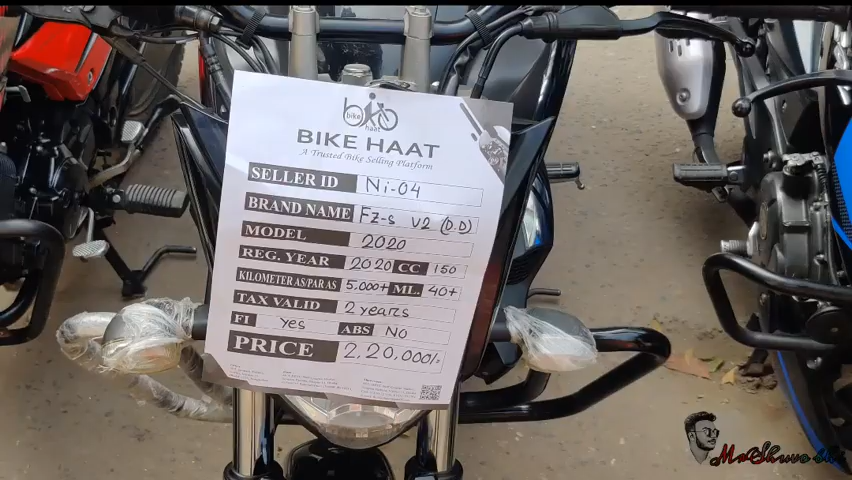 bike
haat
BIKE HAAT
A Trusted Bike Selling Platform
SELLER ID Ni-04
BRAND NAME FZ-S V2 (D.D)
MODEL 2020
REG. YEAR 2020 CC 150
KILOMETER AS/PAR AS 5.000+ ML. 40+
TAX VALID 2 years
FI Yes ABS No
PRICE 2,20,000/-